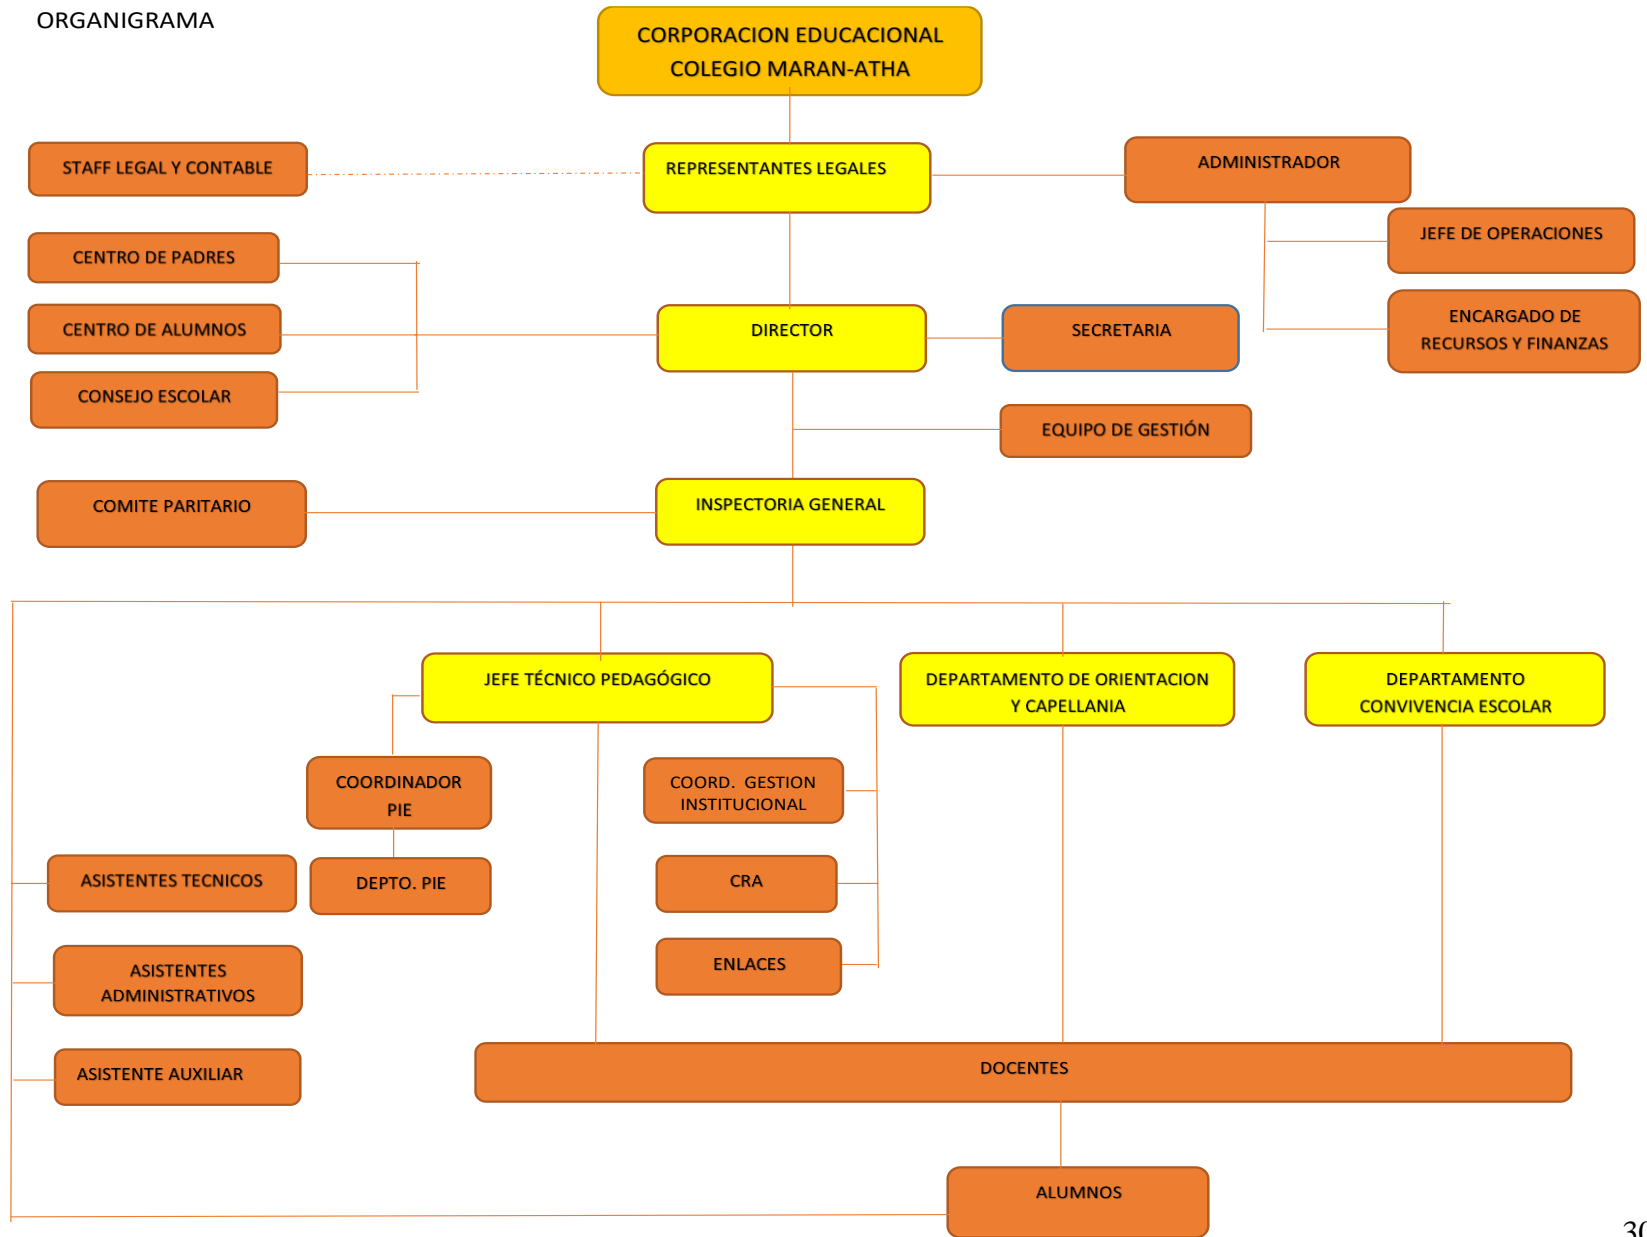 ORGANIGRAMA
CORPORACION EDUCACIONAL
COLEGIO MARAN-ATHA
STAFF LEGAL Y CONTABLE
REPRESENTANTES LEGALES
ADMINISTRADOR
JEFE DE OPERACIONES
CENTRO DE PADRES
CENTRO DE ALUMNOS
DIRECTOR
SECRETARIA
ENCARGADO DE
RECURSOS Y FINANZAS
CONSEJO ESCOLAR
EQUIPO DE GESTIÓN
COMITE PARITARIO
INSPECTORIA GENERAL
JEFE TÉCNICO PEDAGÓGICO
DEPARTAMENTO DE ORIENTACION
Y CAPELLANIA
DEPARTAMENTO
CONVIVENCIA ESCOLAR
COORDINADOR
PIE
COORD. GESTION
INSTITUCIONAL
ASISTENTES TECNICOS
DEPTO. PIE
CRA
ASISTENTES
ADMINISTRATIVOS
ENLACES
ASISTENTE AUXILIAR
DOCENTES
ALUMNOS